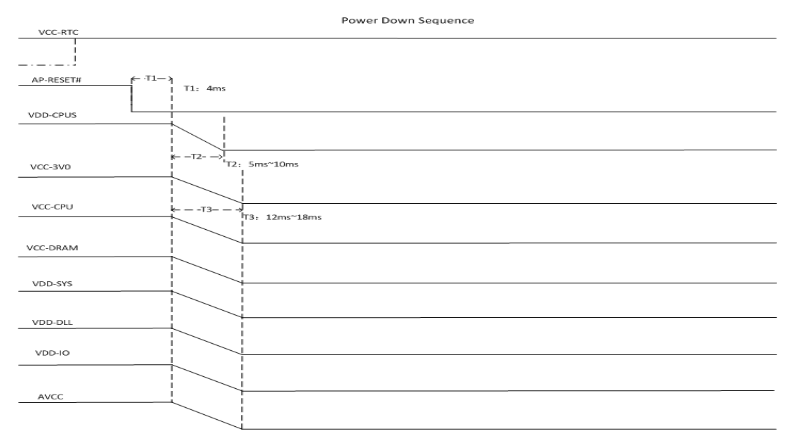 Power Down Sequence
VCC-RTC
AP-RESET#
T1
T1: 4ms
VDD-CPUS
T2
T2: 5ms~10ms
VCC-3V0
VCC-CPU
T3
T3: 12ms~18ms
VCC-DRAM
VDD-SYS
VDD-DLL
VDD-IO
AVCC